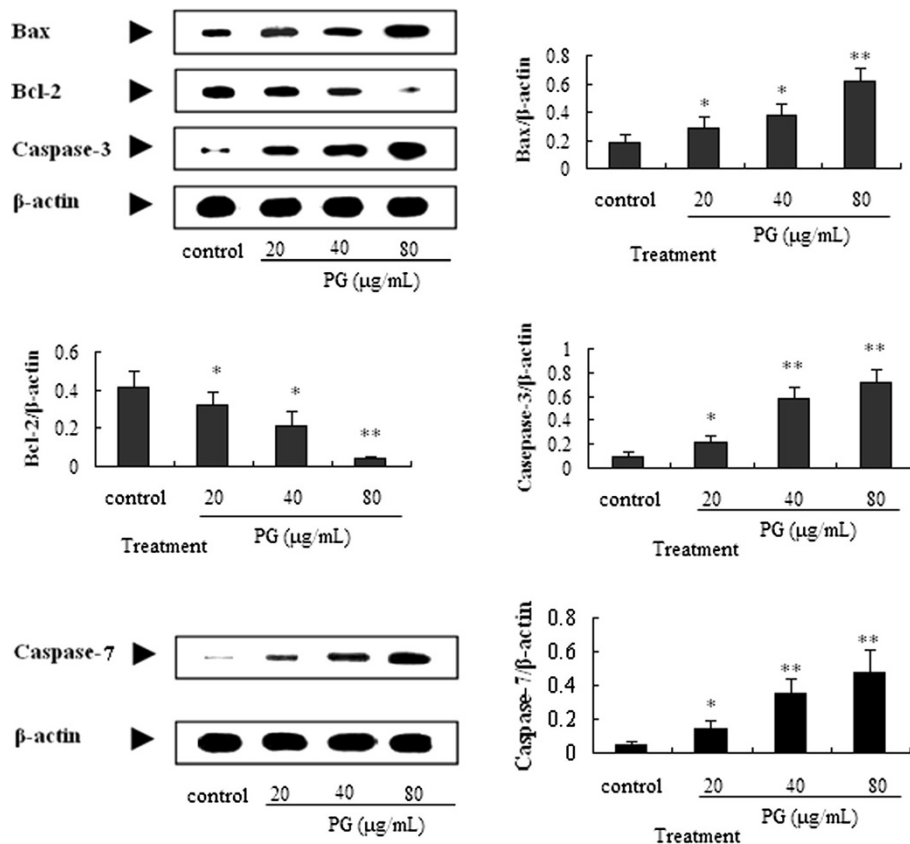 Bax
Bcl-2
Caspase-3
β-actin
control 20 40 80
PG (μg/mL)
Bax/β-actin
0.8
0.6
0.4
0.2
0
* * **
control 20 40 80
PG (μg/mL)
Treatment
Bcl-2/β-actin
0.6
0.4
0.2
0
* * **
control 20 40 80
PG (μg/mL)
Treatment
Casepase-3/β-actin
1
0.8
0.6
0.4
0.2
0
* ** **
control 20 40 80
PG (μg/mL)
Treatment
Caspase-7
β-actin
control 20 40 80
PG (μg/mL)
Caspase-7/β-actin
0.8
0.6
0.4
0.2
0
* ** **
control 20 40 80
PG (μg/mL)
Treatment